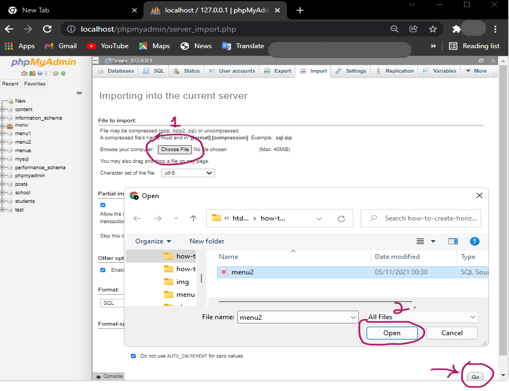 New Tab
localhost / 127.0.0.1 | phpMyAdm
localhost/phpmyadmin/server_import.php
Apps Gmail YouTube Maps News Translate Reading list
phpMyAdmin
Server: 127.0.0.1
Databases SQL Status User accounts Export Import Settings Replication Variables More
Recent Favorites
Importing into the current server
New
content
information_schema
menu
menu1
menu2
menue
mysql
performance_schema
phpmyadmin
posts
school
students
test
1
File to import:
File may be compressed (gzip, bzip2, zip) or uncompressed.
A compressed file's name must end in .[format].[compression]. Example: .sql.zip
Browse your computer: Choose File No file chosen (Max: 40MiB)
You may also drag and drop a file on any page.
Character set of the file: utf-8
Partial im
Allow the i
transaction
Skip this n
Other opt
Enable
Format:
SQL
Format-sp
Open
htd... how-t... Search how-to-create-horiz...
Organize New folder
Name Date modified Type
how-t
how-t
img
menu
menu2 05/11/2021 00:30 SQL Sour
2.
File name: menu2 All Files
Open Cancel
Do not use AUTO_INCREMENT for zero values
Console
Go